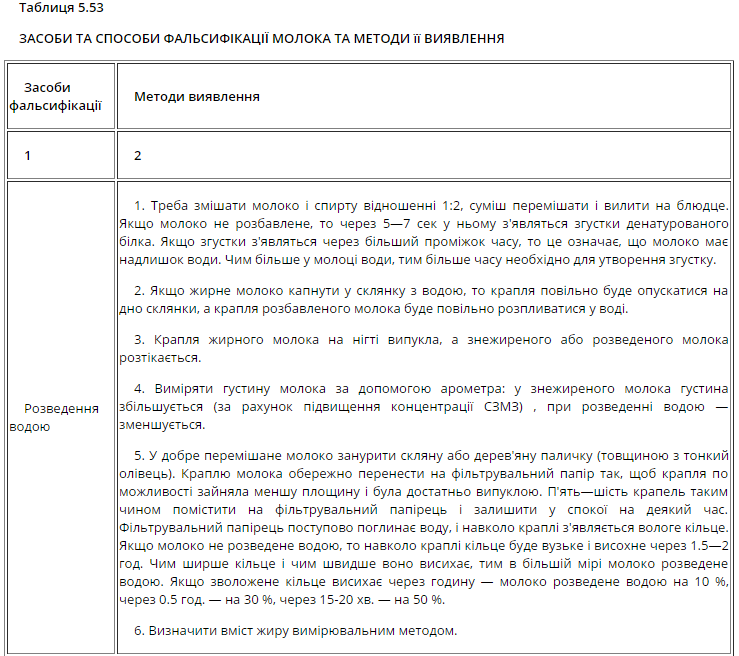 Таблиця 5.53
ЗАСОБИ ТА СПОСОБИ ФАЛЬСИФІКАЦІЇ МОЛОКА ТА МЕТОДИ її ВИЯВЛЕННЯ
Засоби
фальсифікації
Методи виявлення
1
2
Розведення
водою
1. Треба змішати молоко і спирту відношенні 1:2, суміш перемішати і вилити на блюдце.
Якщо молоко не розбавлене, то через 5—7 сек у ньому з'являться згустки денатурованого
білка. Якщо згустки з'являться через більший проміжок часу, то це означає, що молоко має
надлишок води. Чим більше у молоці води, тим більше часу необхідно для утворення згустку.
2. Якщо жирне молоко капнути у склянку з водою, то крапля повільно буде опускатися на
дно склянки, а крапля розбавленого молока буде повільно розпливатися у воді.
3. Крапля жирного молока на нігті випукла, а знежиреного або розведеного молока
розтікається.
4. Виміряти густину молока за допомогою арометра: у знежиреного молока густина
збільшується (за рахунок підвищення концентрації СЗМЗ) , при розведенні водою —
зменшується.
5. У добре перемішане молоко занурити скляну або дерев'яну паличку (товщиною з тонкий
олівець). Краплю молока обережно перенести на фільтрувальний папір так, щоб крапля по
можливості зайняла меншу площину і була достатньо випуклою. П'ять—шість крапель таким
чином помістити на фільтрувальний папірець і залишити у спокої на деякий час.
Фільтрувальний папірець поступово поглинає воду, і навколо краплі з'являється вологе кільце.
Якщо молоко не розведене водою, то навколо краплі кільце буде вузьке і висохне через 1.5—2
год. Чим ширше кільце і чим швидше воно висихає, тим в більшій мірі молоко розведене
водою. Якщо зволожене кільце висихає через годину — молоко розведене водою на 10 %,
через 0.5 год. — на 30 %, через 15-20 хв. — на 50 %.
6. Визначити вміст жиру вимірювальним методом.